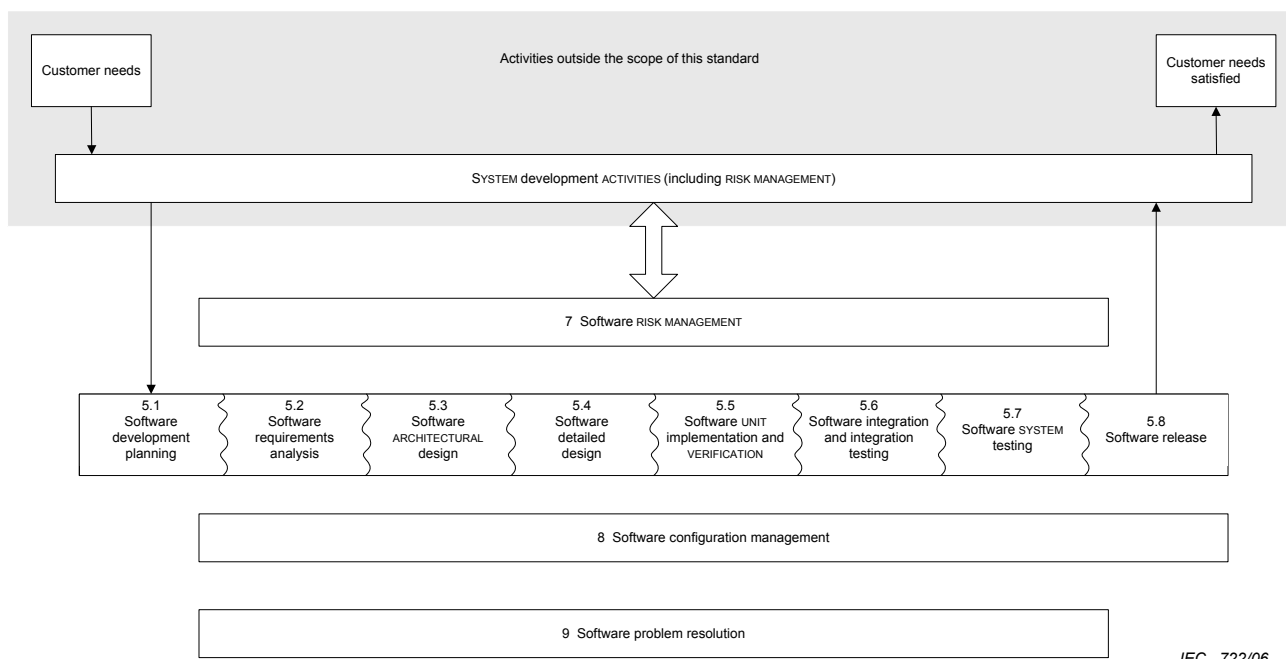 Activities outside the scope of this standard
Customer needs
Customer needs
satisfied
SYSTEM development ACTIVITIES (including RISK MANAGEMENT)
7 Software RISK MANAGEMENT
5.1
Software
development
planning
5.2
Software
requirements
analysis
5.3
Software
ARCHITECTURAL
design
5.4
Software
detailed
design
5.5
Software UNIT
implementation and
VERIFICATION
5.6
Software integration
and integration
testing
5.7
Software SYSTEM
testing
5.8
Software release
8 Software configuration management
9 Software problem resolution
IEC 722/06